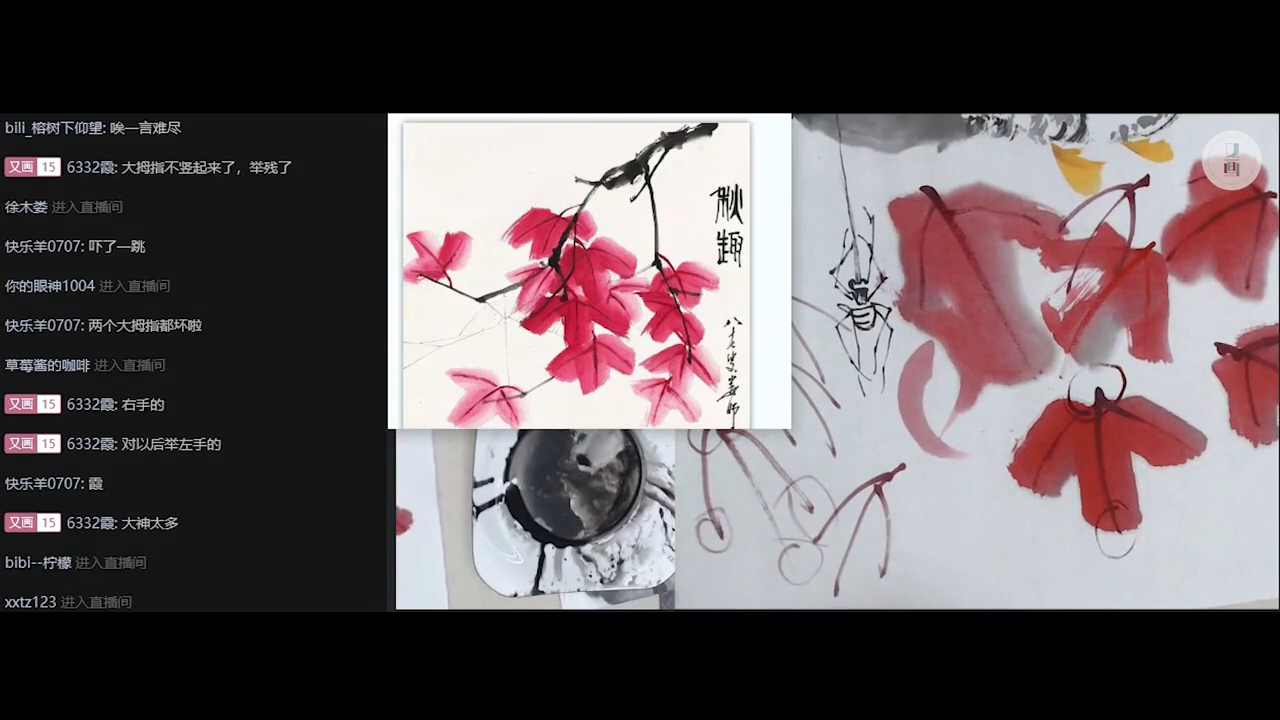 bili_榕树下仰望: 唉一言难尽
又画 15 6332霞: 大拇指不竖起来了，举残了
徐木娄 进入直播间
快乐羊0707: 吓了一跳
你的眼神1004 进入直播间
快乐羊0707: 两个大拇指都坏啦
草莓酱的咖啡 进入直播间
又画 15 6332霞: 右手的
又画 15 6332霞: 对以后举左手的
快乐羊0707: 霞
又画 15 6332霞: 大神太多
bibi--柠檬 进入直播间
xxtz123 进入直播间
秋趣